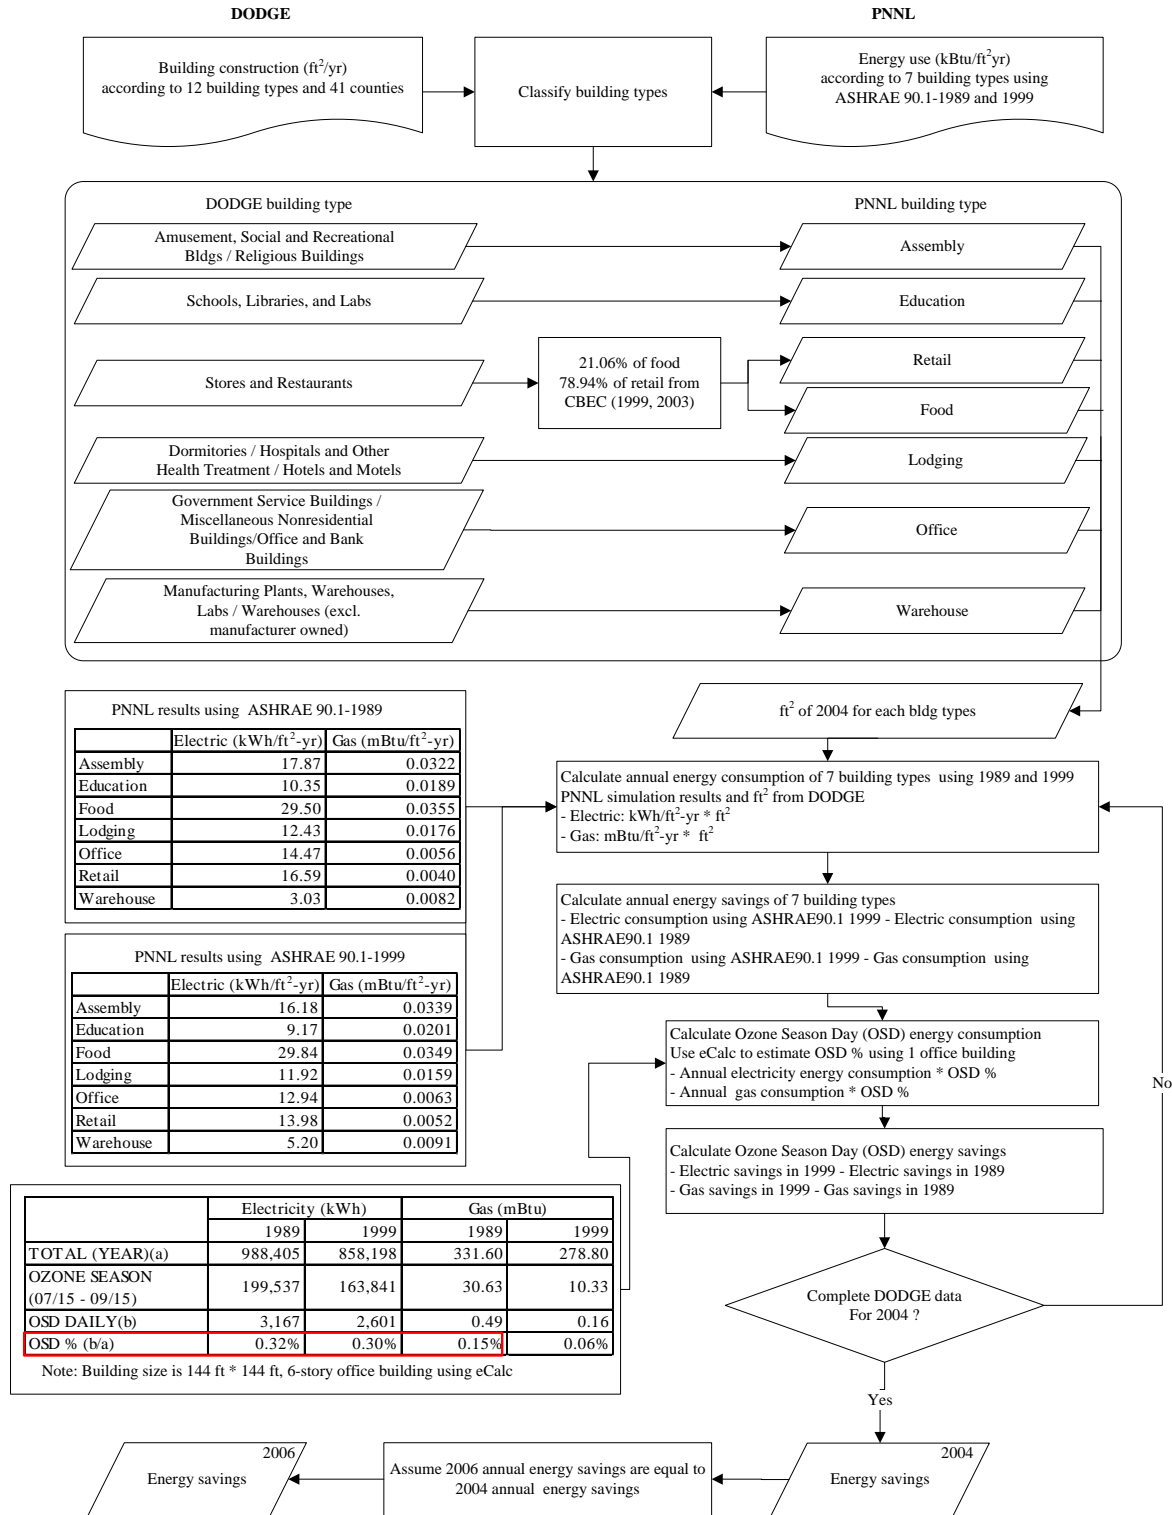 DODGE
PNNL
Building construction (ft²/yr)
according to 12 building types and 41 counties
Classify building types
Energy use (kBtu/ft²yr)
according to 7 building types using
ASHRAE 90.1-1989 and 1999
DODGE building type
PNNL building type
Amusement, Social and Recreational
Bldgs / Religious Buildings
Assembly
Schools, Libraries, and Labs
Education
Stores and Restaurants
21.06% of food
78.94% of retail from
CBEC (1999, 2003)
Retail
Food
Dormitories / Hospitals and Other
Health Treatment / Hotels and Motels
Lodging
Government Service Buildings /
Miscellaneous Nonresidential
Buildings/Office and Bank
Buildings
Office
Manufacturing Plants, Warehouses,
Labs / Warehouses (excl.
manufacturer owned)
Warehouse
ft² of 2004 for each bldg types
PNNL results using ASHRAE 90.1-1989
Electric (kWh/ft²-yr) Gas (mBtu/ft²-yr)
Assembly 17.87 0.0322
Education 10.35 0.0189
Food 29.50 0.0355
Lodging 12.43 0.0176
Office 14.47 0.0056
Retail 16.59 0.0040
Warehouse 3.03 0.0082
Calculate annual energy consumption of 7 building types using 1989 and 1999
PNNL simulation results and ft² from DODGE
- Electric: kWh/ft²-yr * ft²
- Gas: mBtu/ft²-yr * ft²
Calculate annual energy savings of 7 building types
- Electric consumption using ASHRAE90.1 1999 - Electric consumption using
ASHRAE90.1 1989
- Gas consumption using ASHRAE90.1 1999 - Gas consumption using
ASHRAE90.1 1989
PNNL results using ASHRAE 90.1-1999
Electric (kWh/ft²-yr) Gas (mBtu/ft²-yr)
Assembly 16.18 0.0339
Education 9.17 0.0201
Food 29.84 0.0349
Lodging 11.92 0.0159
Office 12.94 0.0063
Retail 13.98 0.0052
Warehouse 5.20 0.0091
Calculate Ozone Season Day (OSD) energy consumption
Use eCalc to estimate OSD % using 1 office building
- Annual electricity energy consumption * OSD %
- Annual gas consumption * OSD %
No
Calculate Ozone Season Day (OSD) energy savings
- Electric savings in 1999 - Electric savings in 1989
- Gas savings in 1999 - Gas savings in 1989
Electricity (kWh) Gas (mBtu)
1989 1999 1989 1999
TOTAL (YEAR)(a) 988,405 858,198 331.60 278.80
OZONE SEASON
(07/15 - 09/15) 199,537 163,841 30.63 10.33
OSD DAILY(b) 3,167 2,601 0.49 0.16
OSD % (b/a) 0.32% 0.30% 0.15% 0.06%
Note: Building size is 144 ft * 144 ft, 6-story office building using eCalc
Complete DODGE data
For 2004 ?
Yes
2006
Energy savings
Assume 2006 annual energy savings are equal to
2004 annual energy savings
2004
Energy savings